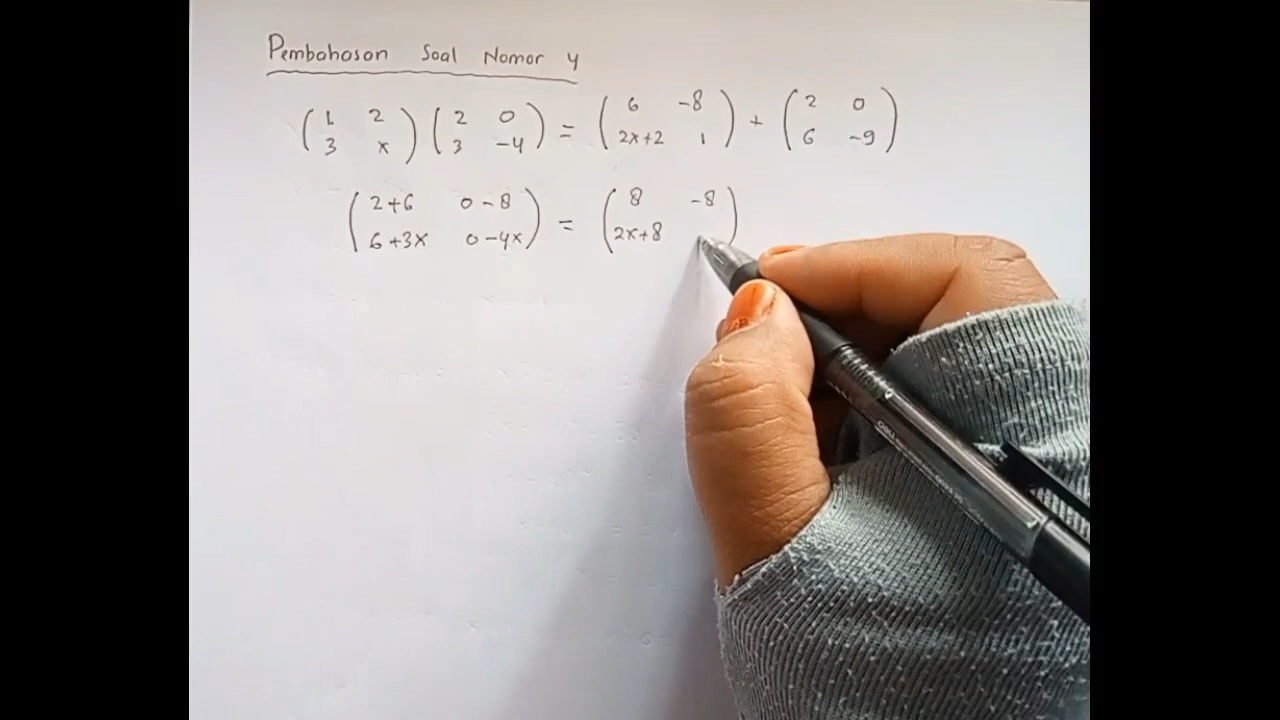 Pembahasan Soal Nomor 4
( 1 2 ; 3 x ) ( 2 0 ; 3 -4 ) = ( 6 -8 ; 2x+2 1 ) + ( 2 0 ; 6 -9 )
( 2+6 0-8 ; 6+3x 0-4x ) = ( 8 -8 ; 2x+8 )